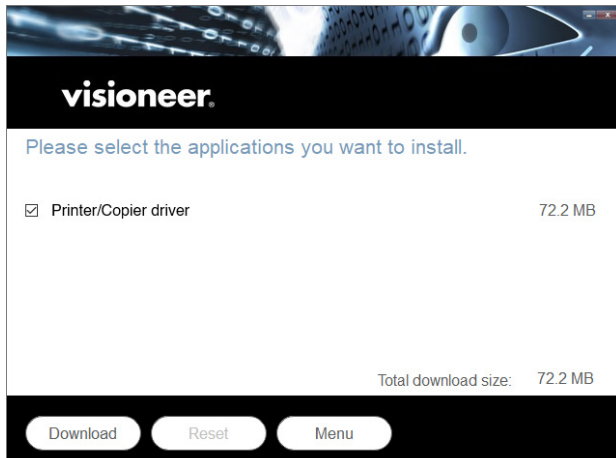 visioneer®
Please select the applications you want to install.
Printer/Copier driver 72.2 MB
Total download size: 72.2 MB
Download Reset Menu